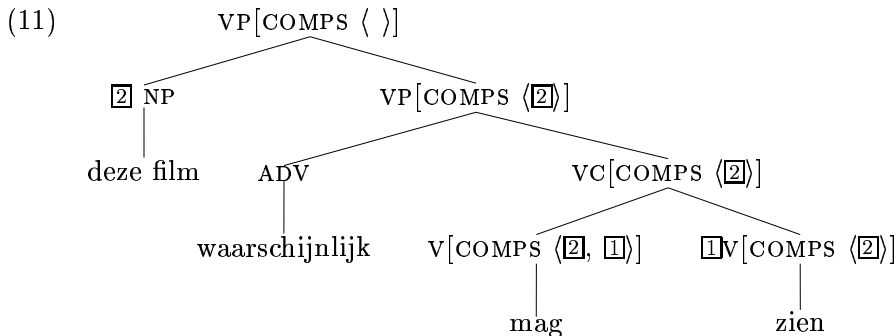 (11) VP[COMPS ⟨ ⟩]
2 NP VP[COMPS ⟨2⟩]
deze film ADV VC[COMPS ⟨2⟩]
waarschijnlijk V[COMPS ⟨2, 1⟩] 1V[COMPS ⟨2⟩]
mag zien